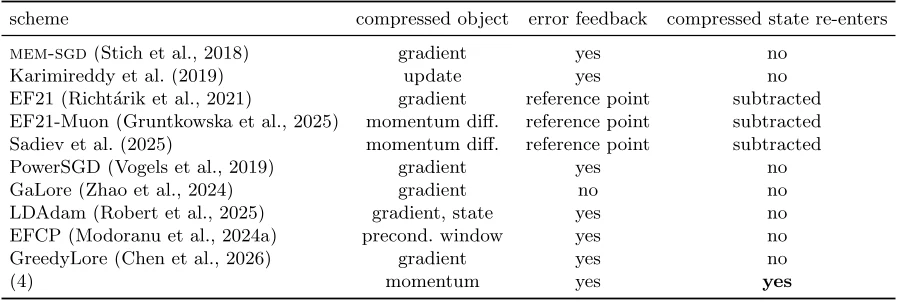 scheme compressed object error feedback compressed state re-enters
MEM-SGD (Stich et al., 2018) gradient yes no
Karimireddy et al. (2019) update yes no
EF21 (Richtárik et al., 2021) gradient reference point subtracted
EF21-Muon (Gruntkowska et al., 2025) momentum diff. reference point subtracted
Sadiev et al. (2025) momentum diff. reference point subtracted
PowerSGD (Vogels et al., 2019) gradient yes no
GaLore (Zhao et al., 2024) gradient no no
LDAdam (Robert et al., 2025) gradient, state yes no
EFCP (Modoranu et al., 2024a) precond. window yes no
GreedyLore (Chen et al., 2026) gradient yes no
(4) momentum yes yes